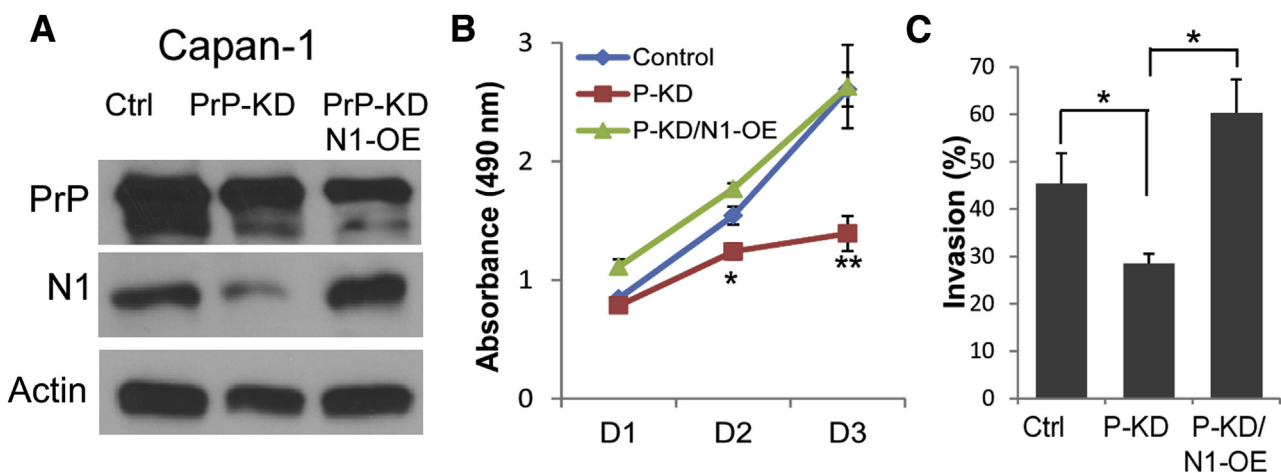 A
Capan-1
Ctrl PrP-KD PrP-KD
N1-OE
PrP
N1
Actin
B
Absorbance (490 nm)
3
2
1
0
Control
P-KD
P-KD/N1-OE
*
**
D1 D2 D3
C
Invasion (%)
70
60
50
40
30
20
10
0
*
*
Ctrl P-KD P-KD/
N1-OE